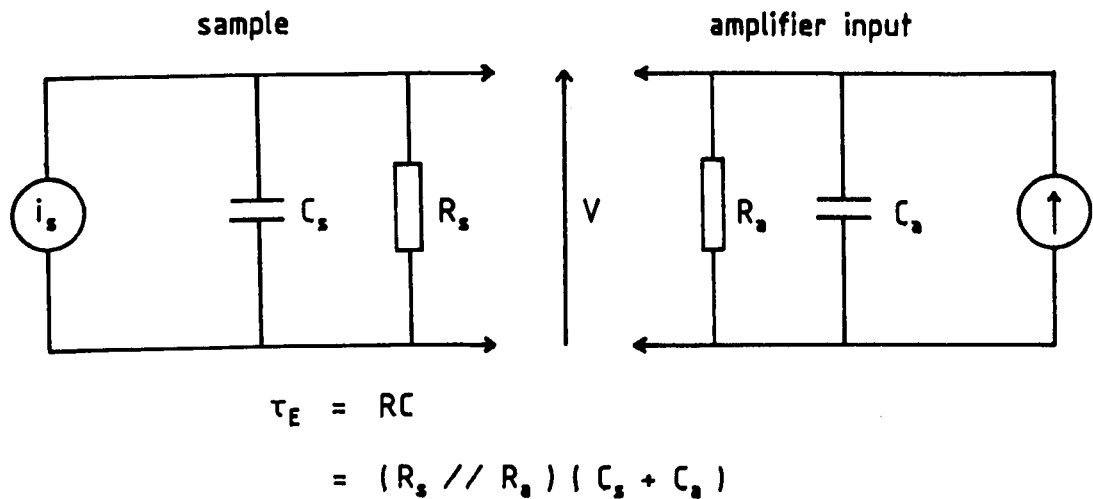 sample
amplifier input
i_s
C_s
R_s
V
R_a
C_a
τ_E = RC
= (R_s // R_a)(C_s + C_a)